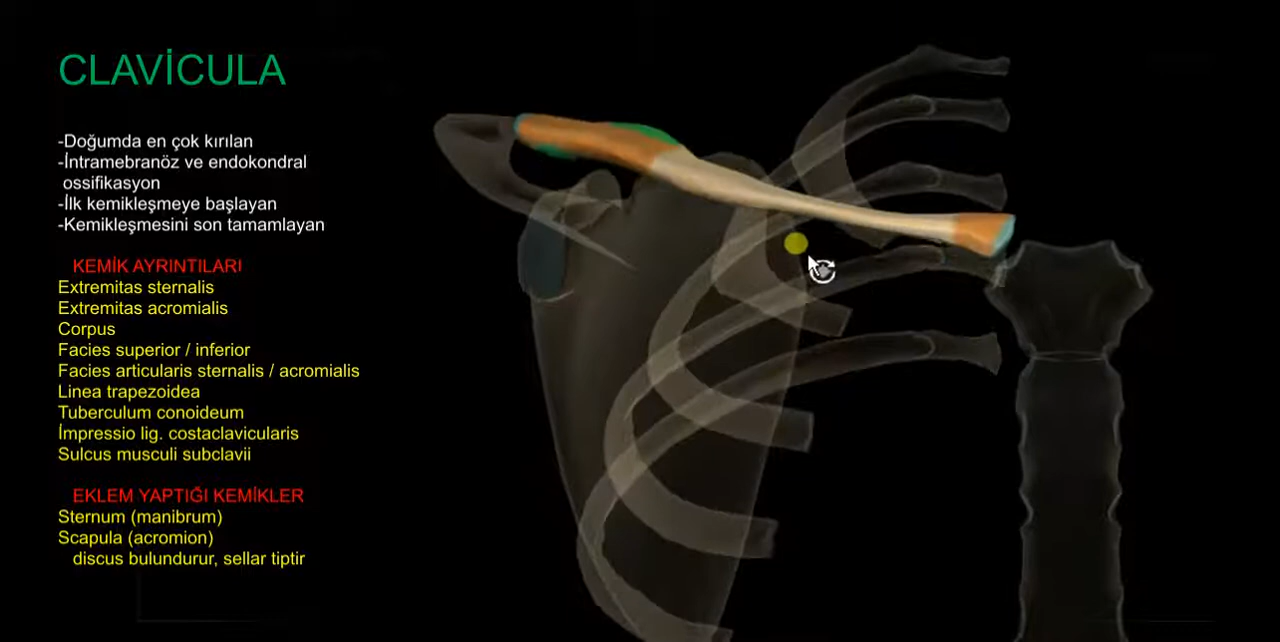 CLAVİCULA
-Doğumda en çok kırılan
-İntramebranöz ve endokondral
ossifikasyon
-İlk kemikleşmeye başlayan
-Kemikleşmesini son tamamlayan
KEMİK AYRINTILARI
Extremitas sternalis
Extremitas acromialis
Corpus
Facies superior / inferior
Facies articularis sternalis / acromialis
Linea trapezoidea
Tuberculum conoideum
İmpressio lig. costaclavicularis
Sulcus musculi subclavii
EKLEM YAPTIĞI KEMİKLER
Sternum (manibrum)
Scapula (acromion)
discus bulundurur, sellar tiptir